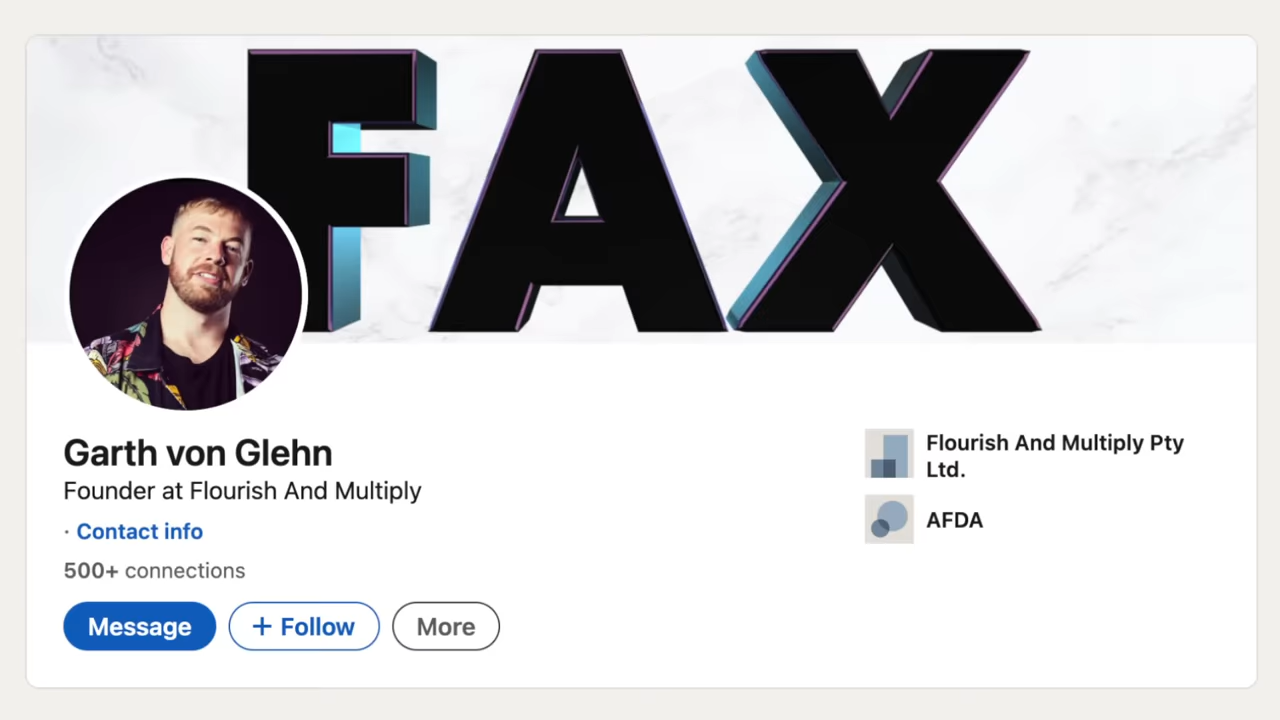 FAX
Garth von Glehn
Founder at Flourish And Multiply
· Contact info
500+ connections
Message
+ Follow
More
Flourish And Multiply Pty
Ltd.
AFDA